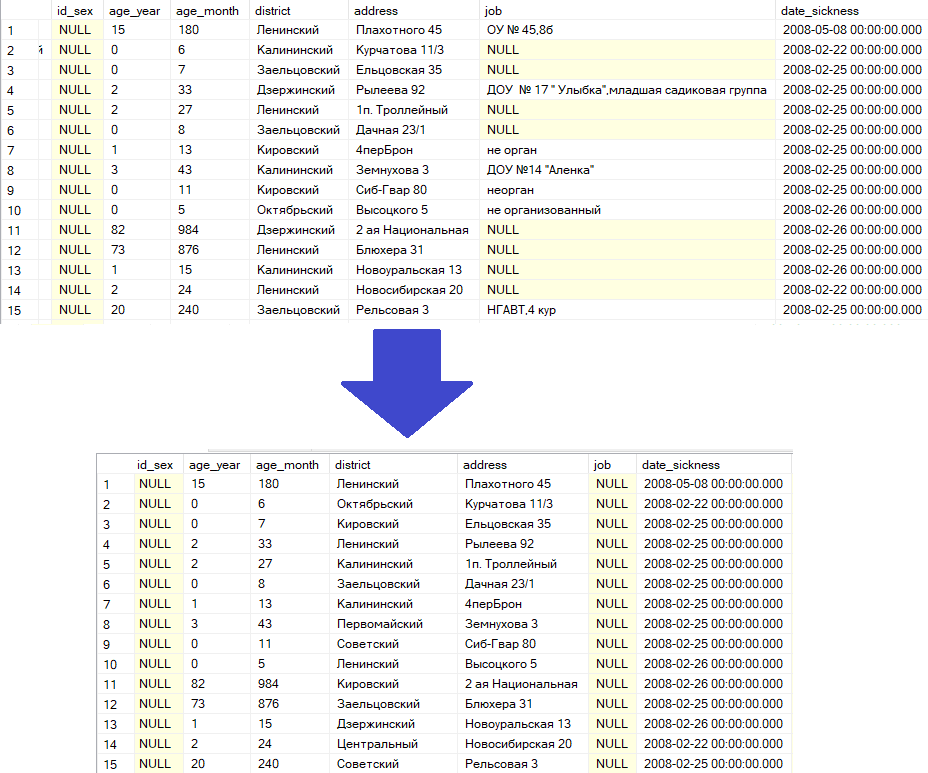 id_sex age_year age_month district address job date_sickness
1 NULL 15 180 Ленинский Плахотного 45 ОУ № 45,8б 2008-05-08 00:00:00.000
2 й NULL 0 6 Калининский Курчатова 11/3 NULL 2008-02-22 00:00:00.000
3 NULL 0 7 Заельцовский Ельцовская 35 NULL 2008-02-25 00:00:00.000
4 NULL 2 33 Дзержинский Рылеева 92 ДОУ № 17 " Улыбка",младшая садиковая группа 2008-02-25 00:00:00.000
5 NULL 2 27 Ленинский 1п. Троллейный NULL 2008-02-25 00:00:00.000
6 NULL 0 8 Заельцовский Дачная 23/1 NULL 2008-02-25 00:00:00.000
7 NULL 1 13 Кировский 4перБрон не орган 2008-02-25 00:00:00.000
8 NULL 3 43 Калининский Земнухова 3 ДОУ №14 "Аленка" 2008-02-25 00:00:00.000
9 NULL 0 11 Кировский Сиб-Гвар 80 неорган 2008-02-25 00:00:00.000
10 NULL 0 5 Октябрьский Высоцкого 5 не организованный 2008-02-26 00:00:00.000
11 NULL 82 984 Дзержинский 2 ая Национальная NULL 2008-02-26 00:00:00.000
12 NULL 73 876 Ленинский Блюхера 31 NULL 2008-02-25 00:00:00.000
13 NULL 1 15 Калининский Новоуральская 13 NULL 2008-02-26 00:00:00.000
14 NULL 2 24 Ленинский Новосибирская 20 NULL 2008-02-22 00:00:00.000
15 NULL 20 240 Заельцовский Рельсовая 3 НГАВТ,4 кур 2008-02-25 00:00:00.000
id_sex age_year age_month district address job date_sickness
1 NULL 15 180 Ленинский Плахотного 45 NULL 2008-05-08 00:00:00.000
2 NULL 0 6 Октябрьский Курчатова 11/3 NULL 2008-02-22 00:00:00.000
3 NULL 0 7 Кировский Ельцовская 35 NULL 2008-02-25 00:00:00.000
4 NULL 2 33 Ленинский Рылеева 92 NULL 2008-02-25 00:00:00.000
5 NULL 2 27 Калининский 1п. Троллейный NULL 2008-02-25 00:00:00.000
6 NULL 0 8 Заельцовский Дачная 23/1 NULL 2008-02-25 00:00:00.000
7 NULL 1 13 Калининский 4перБрон NULL 2008-02-25 00:00:00.000
8 NULL 3 43 Первомайский Земнухова 3 NULL 2008-02-25 00:00:00.000
9 NULL 0 11 Советский Сиб-Гвар 80 NULL 2008-02-25 00:00:00.000
10 NULL 0 5 Ленинский Высоцкого 5 NULL 2008-02-26 00:00:00.000
11 NULL 82 984 Кировский 2 ая Национальная NULL 2008-02-26 00:00:00.000
12 NULL 73 876 Заельцовский Блюхера 31 NULL 2008-02-25 00:00:00.000
13 NULL 1 15 Дзержинский Новоуральская 13 NULL 2008-02-26 00:00:00.000
14 NULL 2 24 Центральный Новосибирская 20 NULL 2008-02-22 00:00:00.000
15 NULL 20 240 Советский Рельсовая 3 NULL 2008-02-25 00:00:00.000